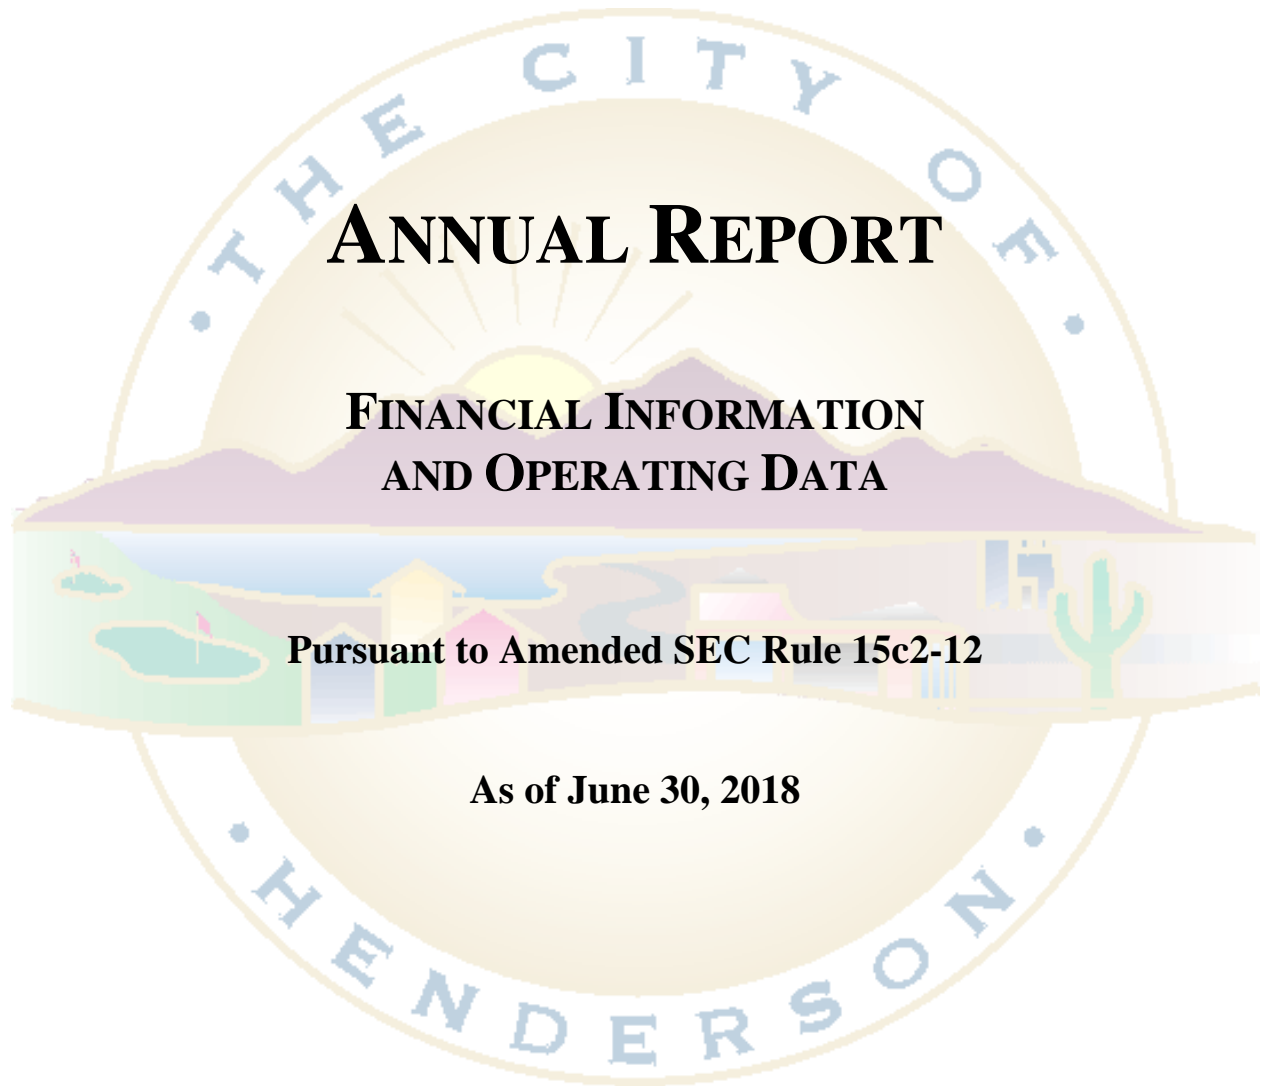 THE CITY OF
ANNUAL REPORT
FINANCIAL INFORMATION
AND OPERATING DATA
Pursuant to Amended SEC Rule 15c2-12
As of June 30, 2018
HENDERSON